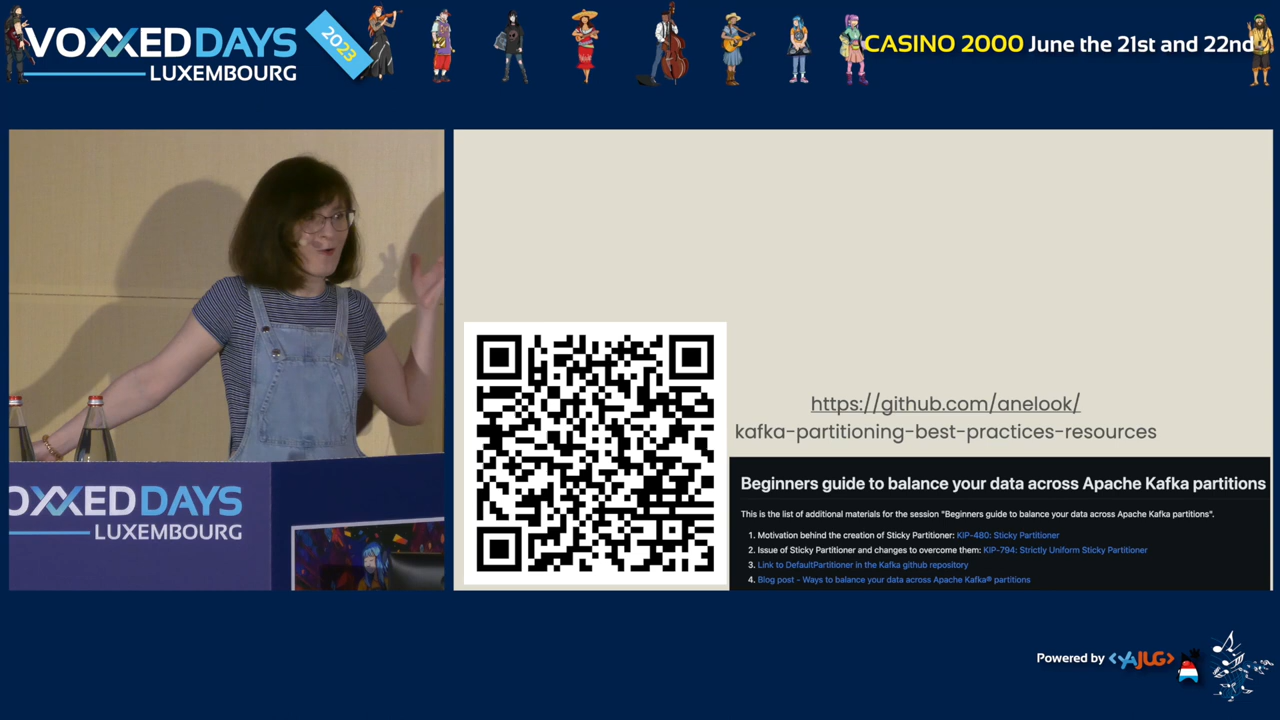 VOXXED DAYS
LUXEMBOURG
2023
CASINO 2000 June the 21st and 22nd
OXXED DAYS
LUXEMBOURG
https://github.com/anelook/
kafka-partitioning-best-practices-resources
Beginners guide to balance your data across Apache Kafka partitions
This is the list of additional materials for the session "Beginners guide to balance your data across Apache Kafka partitions".
1. Motivation behind the creation of Sticky Partitioner: KIP-480: Sticky Partitioner
2. Issue of Sticky Partitioner and changes to overcome them: KIP-794: Strictly Uniform Sticky Partitioner
3. Link to DefaultPartitioner in the Kafka github repository
4. Blog post - Ways to balance your data across Apache Kafka® partitions
Powered by <YAJUG>